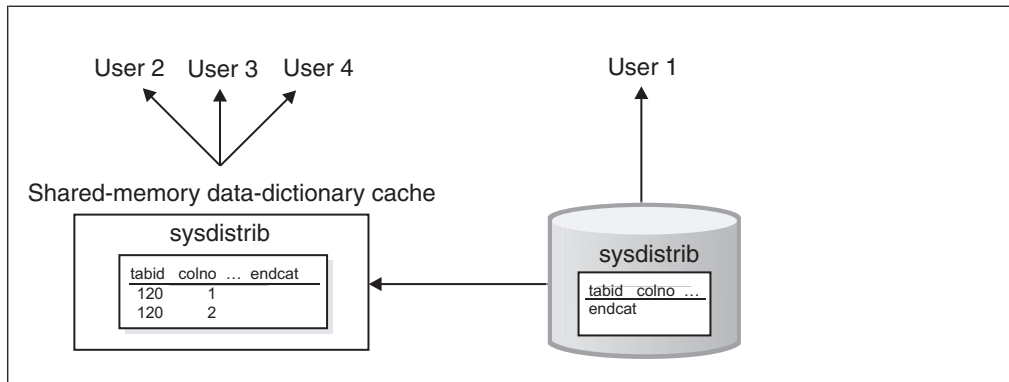 User 2 User 3 User 4
User 1
Shared-memory data-dictionary cache
sysdistrib
tabid colno … endcat
120 1
120 2
sysdistrib
tabid colno …
endcat